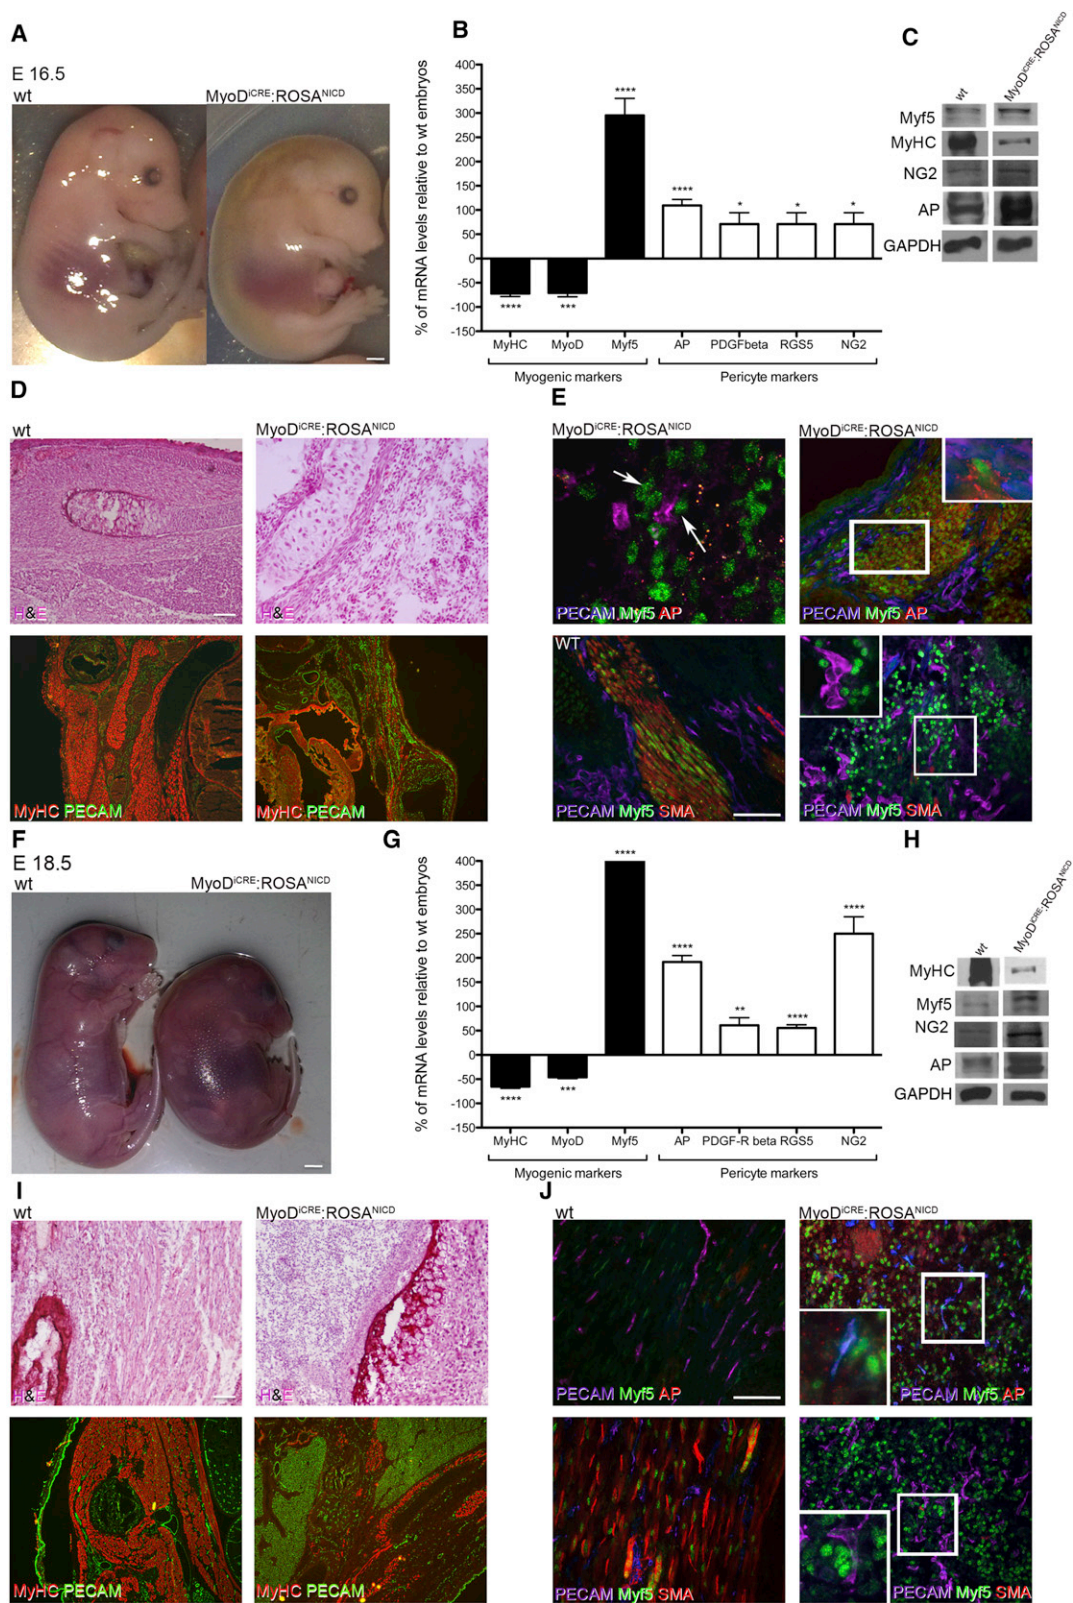 A
E 16.5
wt
MyoDiCRE:ROSANICD
B
% of mRNA levels relative to wt embryos
400
350
300
250
200
150
100
50
0
-50
-100
-150
****
***
****
****
*
*
*
MyHC
MyoD
Myf5
AP
PDGFbeta
RGS5
NG2
Myogenic markers
Pericyte markers
C
wt
MyoDiCRE:ROSANICD
Myf5
MyHC
NG2
AP
GAPDH
D
wt
MyoDiCRE:ROSANICD
H&E
H&E
MyHC PECAM
MyHC PECAM
E
MyoDiCRE:ROSANICD
MyoDiCRE:ROSANICD
PECAM Myf5 AP
PECAM Myf5 AP
WT
PECAM Myf5 SMA
PECAM Myf5 SMA
F
E 18.5
wt
MyoDiCRE:ROSANICD
G
% of mRNA levels relative to wt embryos
400
350
300
250
200
150
100
50
0
-50
-100
-150
****
***
****
****
**
****
****
MyHC
MyoD
Myf5
AP
PDGF-R beta
RGS5
NG2
Myogenic markers
Pericyte markers
H
wt
MyoDiCRE:ROSANICD
MyHC
Myf5
NG2
AP
GAPDH
I
wt
MyoDiCRE:ROSANICD
H&E
H&E
MyHC PECAM
MyHC PECAM
J
wt
MyoDiCRE:ROSANICD
PECAM Myf5 AP
PECAM Myf5 AP
PECAM Myf5 SMA
PECAM Myf5 SMA